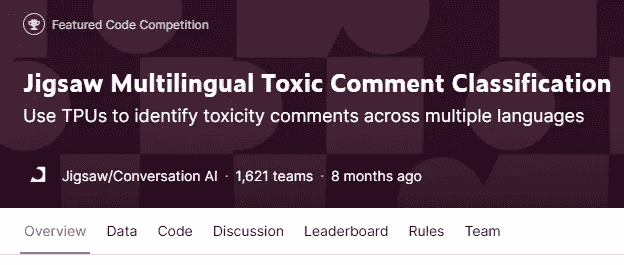 Featured Code Competition
Jigsaw Multilingual Toxic Comment Classification
Use TPUs to identify toxicity comments across multiple languages
Jigsaw/Conversation AI · 1,621 teams · 8 months ago
Overview Data Code Discussion Leaderboard Rules Team